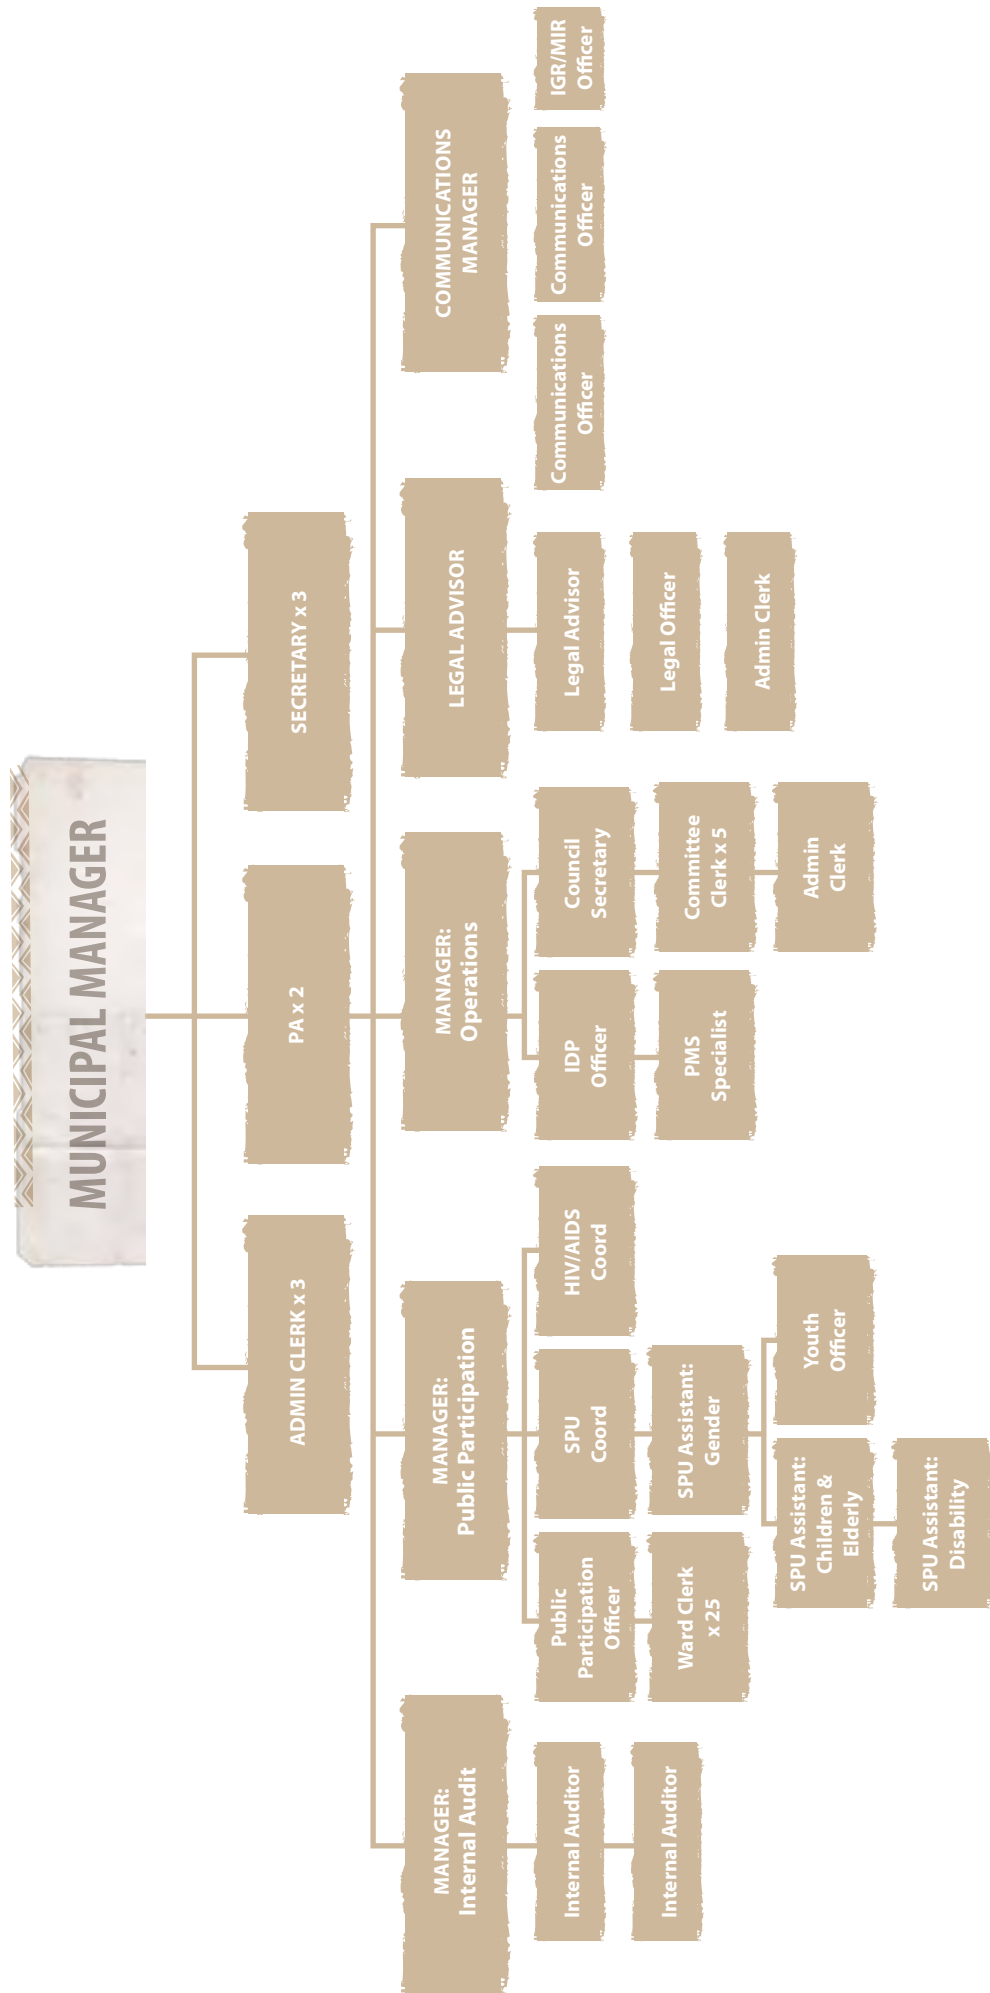 MUNICIPAL MANAGER
ADMIN CLERK x 3
PA x 2
SECRETARY x 3
MANAGER:
Internal Audit
MANAGER:
Public Participation
MANAGER:
Operations
LEGAL ADVISOR
COMMUNICATIONS
MANAGER
Internal Auditor
Internal Auditor
Public
Participation
Officer
Ward Clerk
x 25
SPU
Coord
SPU Assistant:
Gender
SPU Assistant:
Children &
Elderly
SPU Assistant:
Disability
Youth
Officer
HIV/AIDS
Coord
IDP
Officer
PMS
Specialist
Council
Secretary
Committee
Clerk x 5
Admin
Clerk
Legal Advisor
Legal Officer
Admin Clerk
Communications
Officer
Communications
Officer
IGR/MIR
Officer